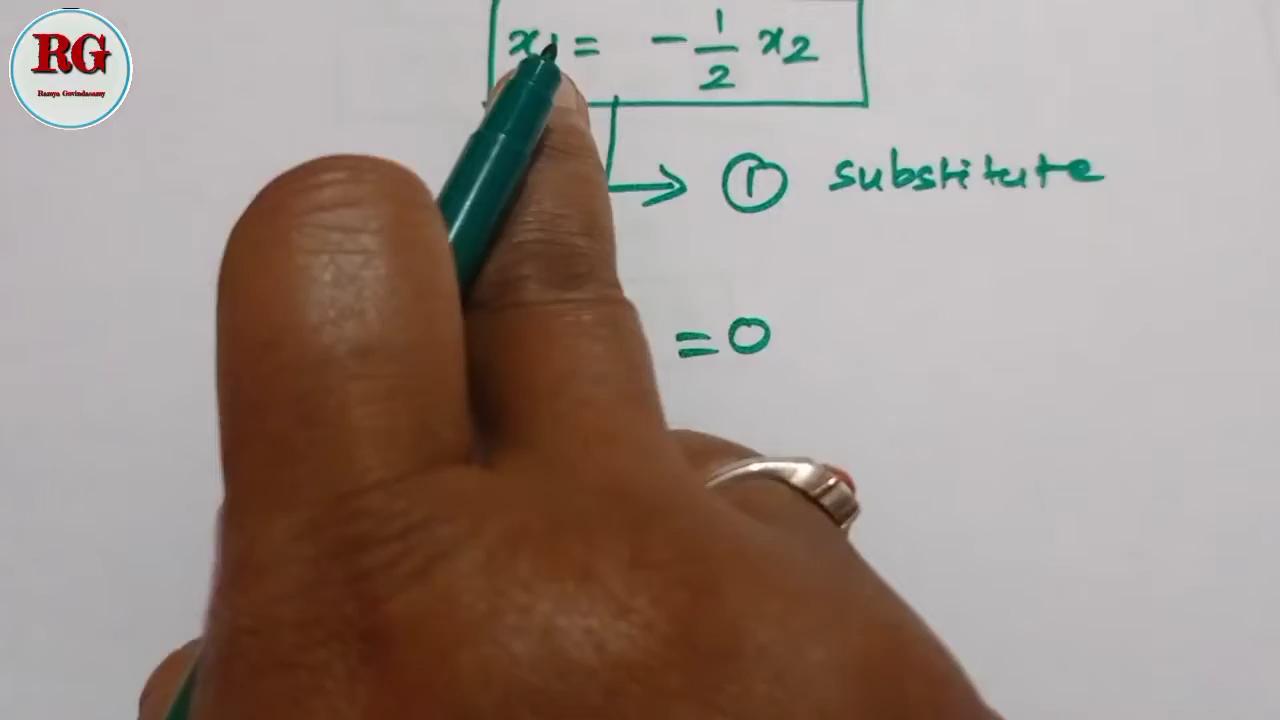 RG
Ramya Govindasamy
x1 = - 1/2 x2
→ ① substitute
= 0